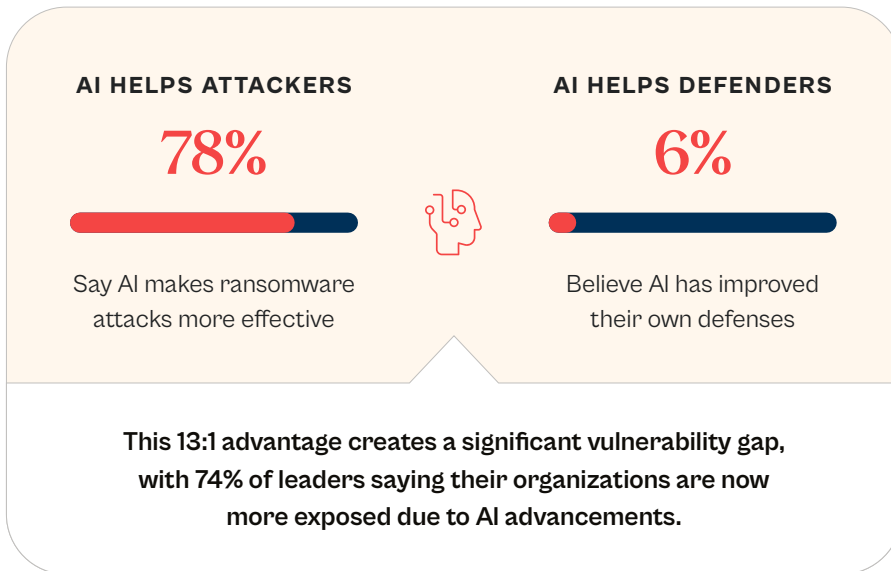 AI HELPS ATTACKERS
78%
Say AI makes ransomware
attacks more effective
AI HELPS DEFENDERS
6%
Believe AI has improved
their own defenses
This 13:1 advantage creates a significant vulnerability gap,
with 74% of leaders saying their organizations are now
more exposed due to AI advancements.